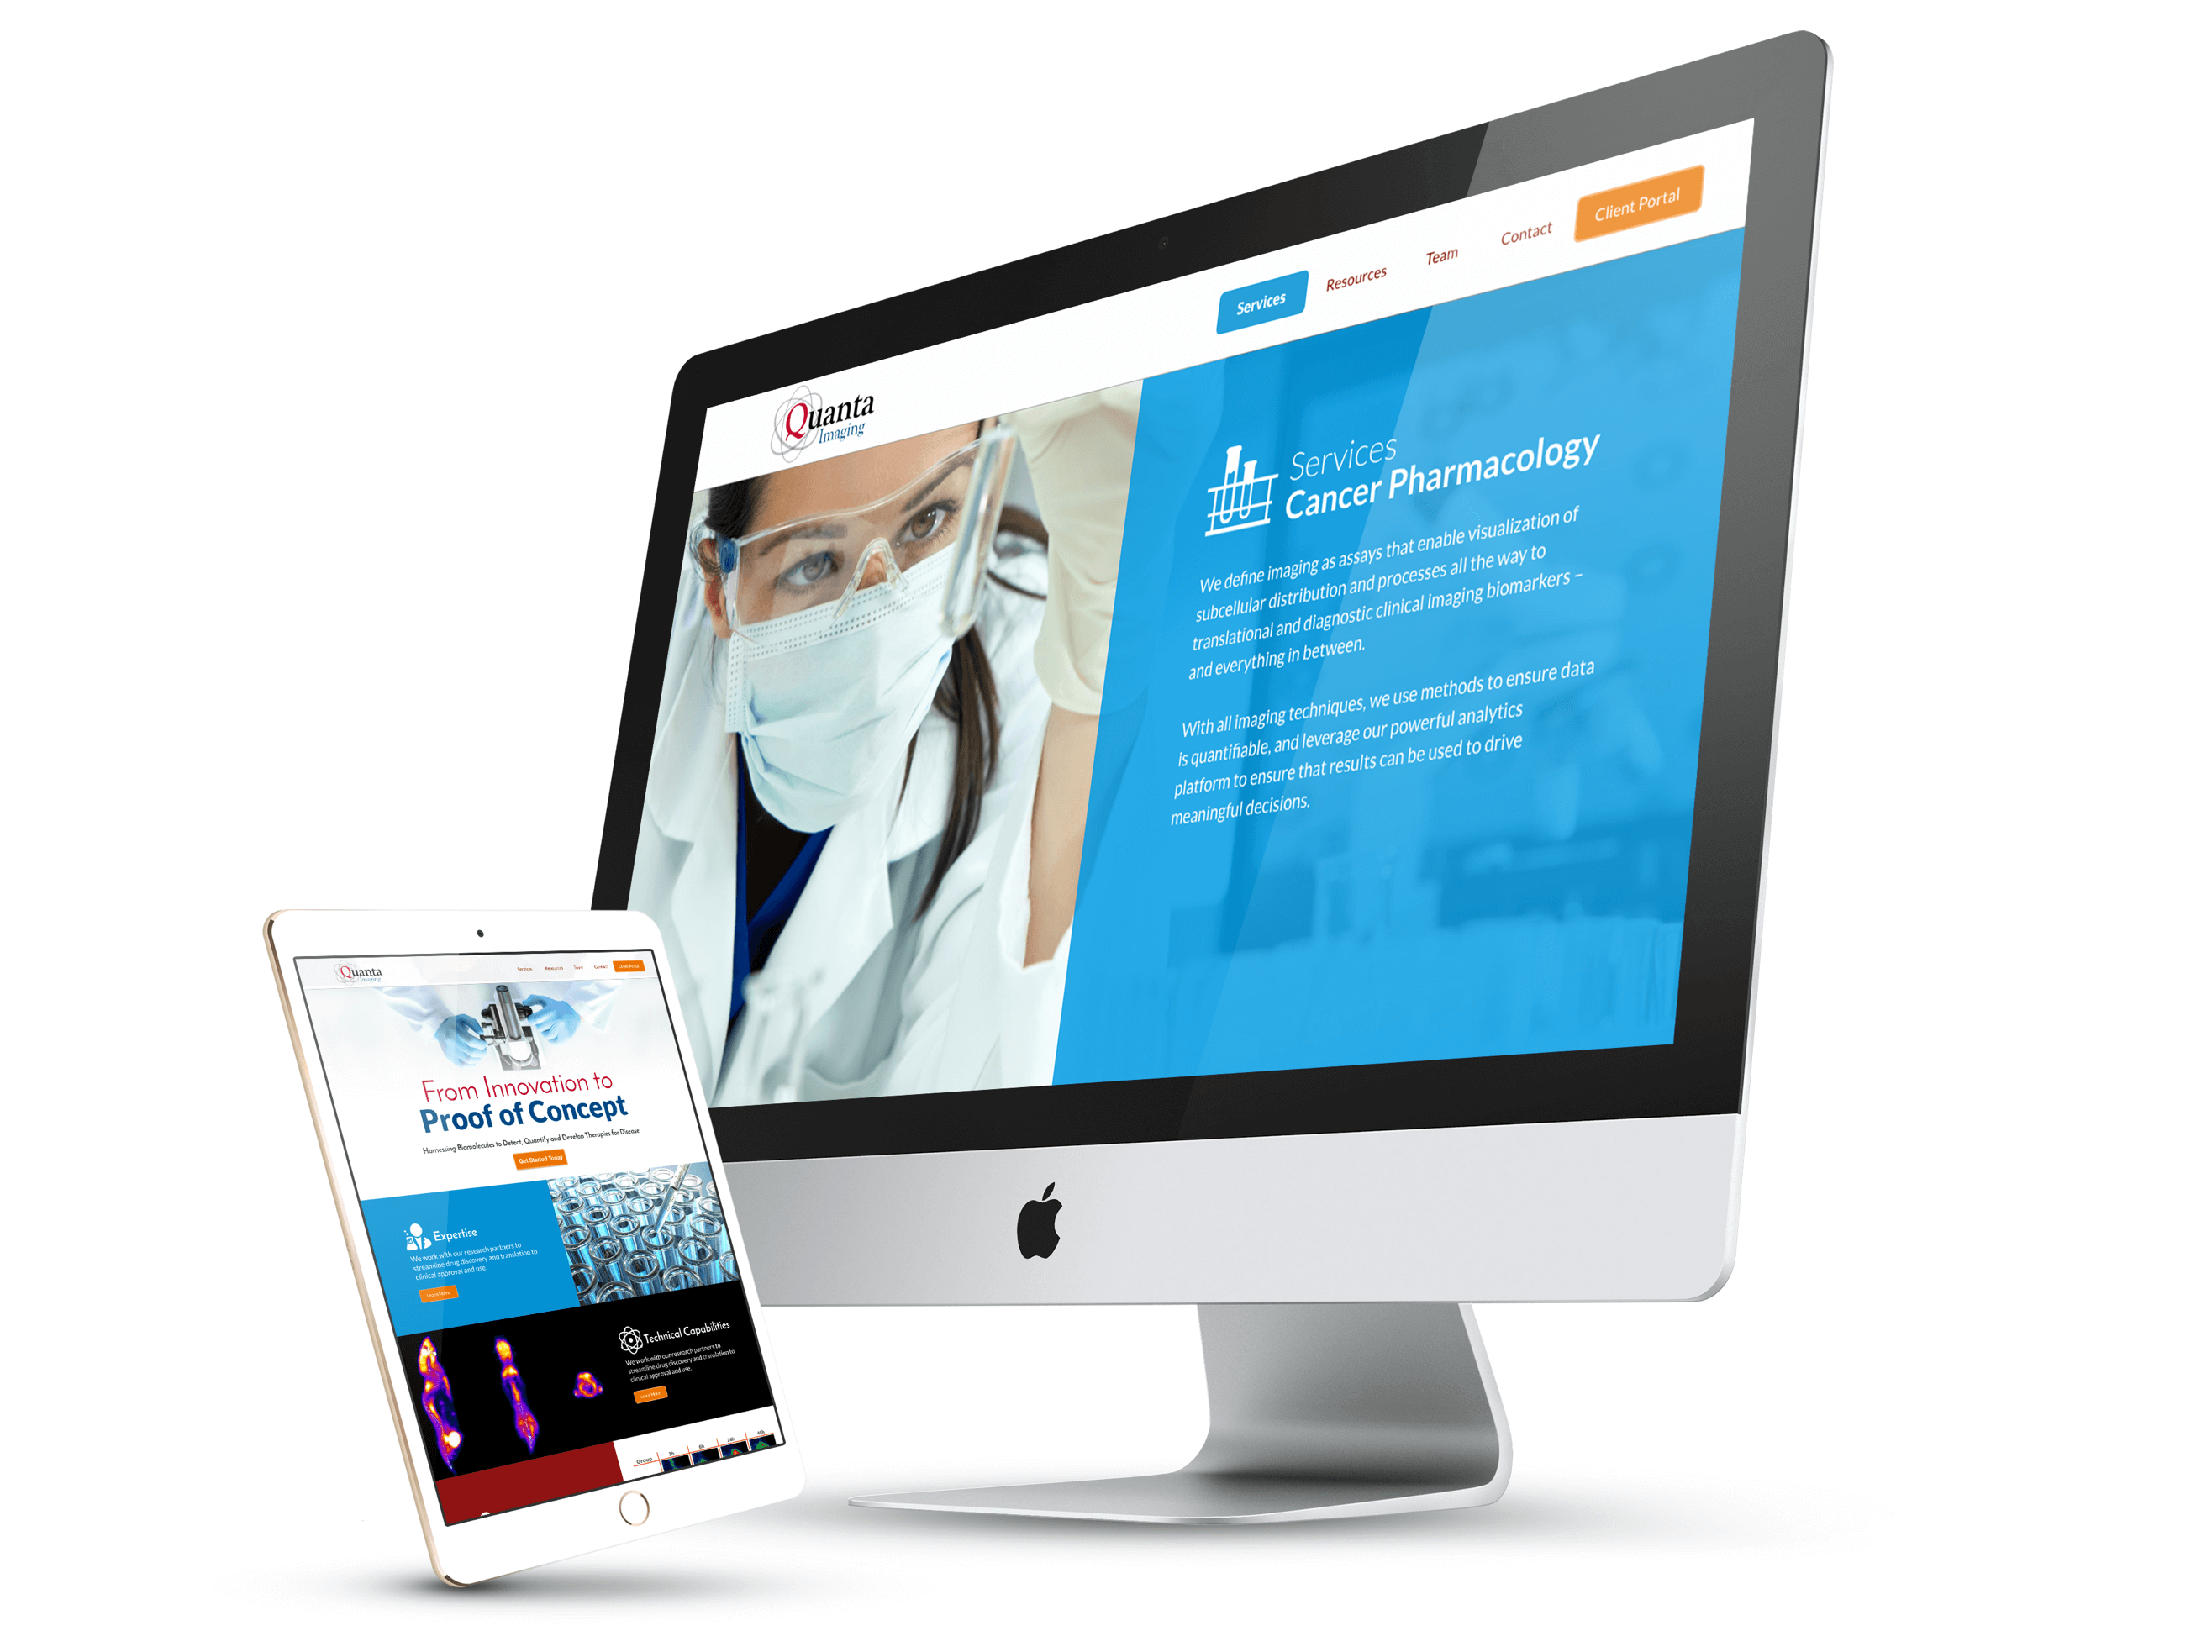 Quanta
Imaging
Services
Resources
Team
Contact
Client Portal
Services
Cancer Pharmacology
We define imaging as assays that enable visualization of
subcellular distribution and processes all the way to
translational and diagnostic clinical imaging biomarkers –
and everything in between.
With all imaging techniques, we use methods to ensure data
is quantifiable, and leverage our powerful analytics
platform to ensure that results can be used to drive
meaningful decisions.
Quanta
Imaging
Services
Resources
Team
Contact
Client Portal
From Innovation to
Proof of Concept
Harnessing Biomolecules to Detect, Quantify and Develop Therapies for Disease
Get Started Today
Expertise
We work with our research partners to
streamline drug discovery and translation to
clinical approval and use.
Learn More
Technical Capabilities
We work with our research partners to
streamline drug discovery and translation to
clinical approval and use.
Learn More
Group
2h
6h
24h
48h